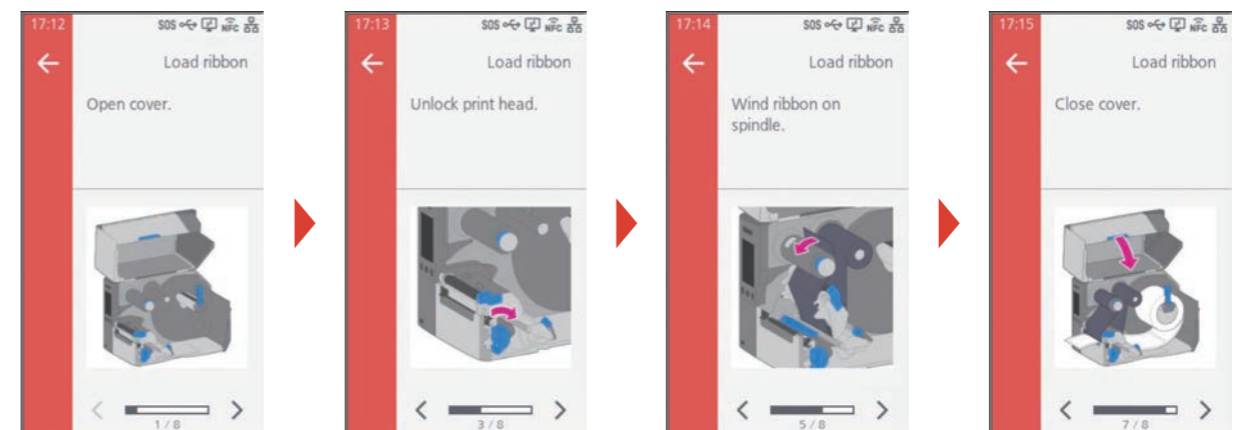 17:12 SOS NFC
Load ribbon
Open cover.
1 / 8
17:13 SOS NFC
Load ribbon
Unlock print head.
3 / 8
17:14 SOS NFC
Load ribbon
Wind ribbon on
spindle.
5 / 8
17:15 SOS NFC
Load ribbon
Close cover.
7 / 8